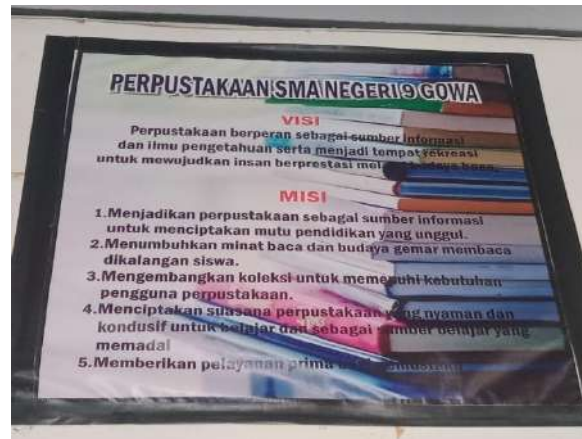 PERPUSTAKAAN SMA NEGERI 9 GOWA
VISI
Perpustakaan berperan sebagai sumber informasi
dan ilmu pengetahuan serta menjadi tempat rekreasi
untuk mewujudkan insan berprestasi baca.
MISI
1.Menjadikan perpustakaan sebagai sumber informasi
untuk menciptakan mutu pendidikan yang unggul.
2.Menumbuhkan minat baca dan budaya gemar membaca
dikalangan siswa.
3.Mengembangkan koleksi untuk memenuhi kebutuhan
pengguna perpustakaan.
4.Menciptakan suasana perpustakaan yang nyaman dan
kondusif untuk belajar dan sebagai sumber belajar yang
memadai
5.Memberikan pelayanan prima